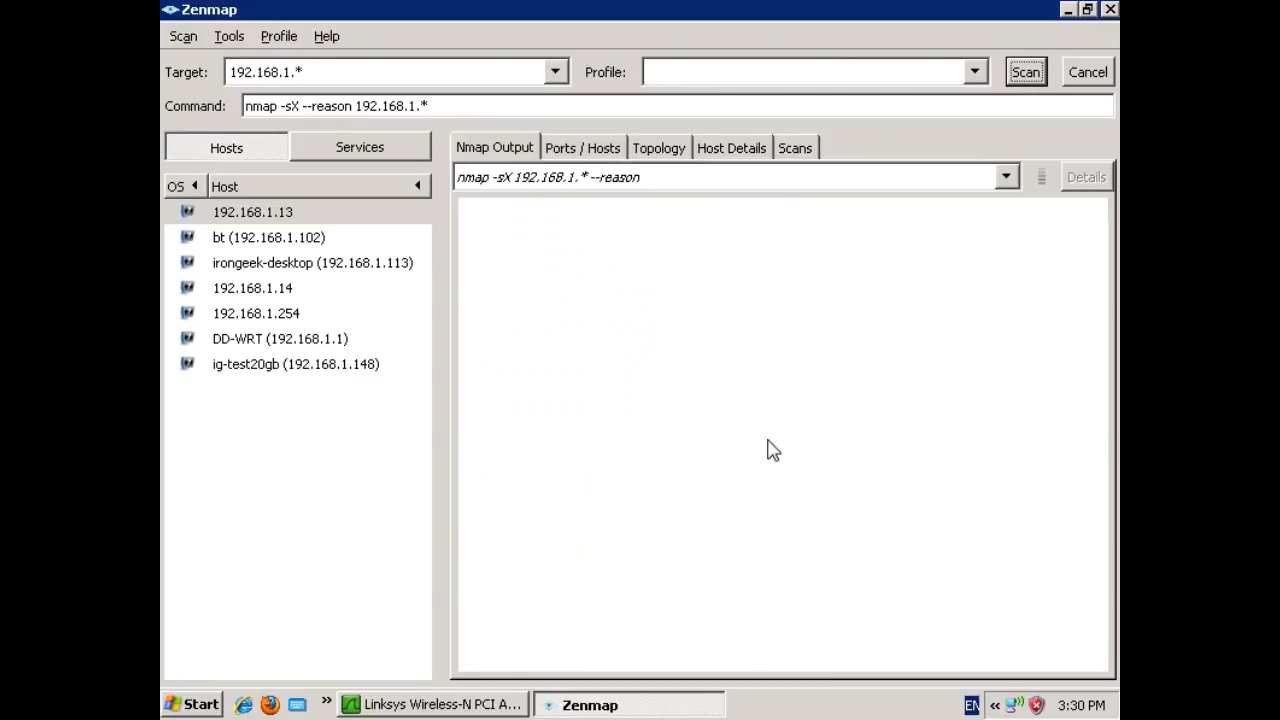 Zenmap
Scan Tools Profile Help
Target: 192.168.1.* Profile: Scan Cancel
Command: nmap -sX --reason 192.168.1.*
Hosts Services
Nmap Output Ports / Hosts Topology Host Details Scans
nmap -sX 192.168.1.* --reason Details
OS Host
192.168.1.13
bt (192.168.1.102)
irongeek-desktop (192.168.1.113)
192.168.1.14
192.168.1.254
DD-WRT (192.168.1.1)
ig-test20gb (192.168.1.148)
Start » Linksys Wireless-N PCI A... Zenmap EN « 3:30 PM